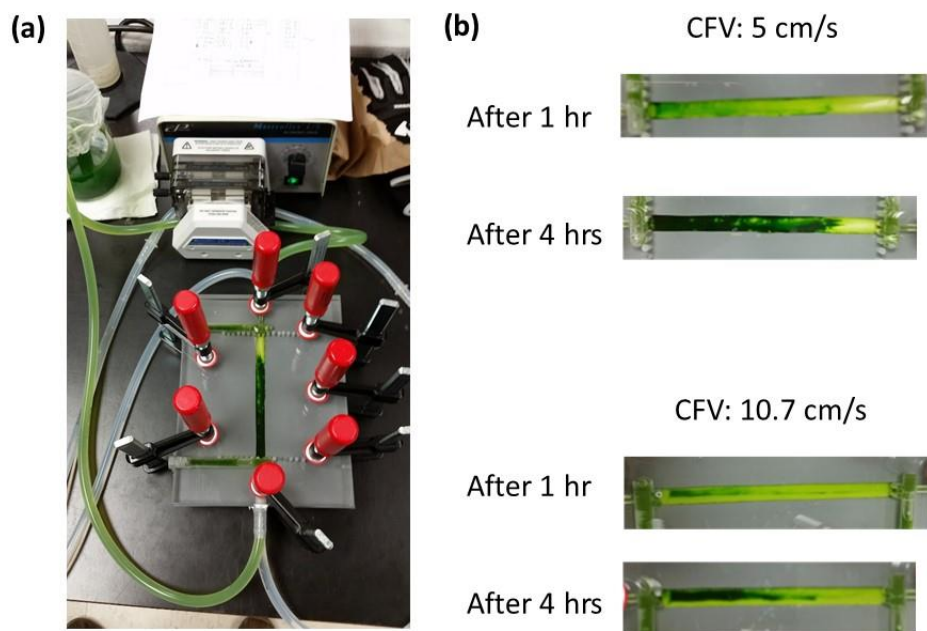 (a)
(b)
CFV: 5 cm/s
After 1 hr
After 4 hrs
CFV: 10.7 cm/s
After 1 hr
After 4 hrs
Masterflex L/S